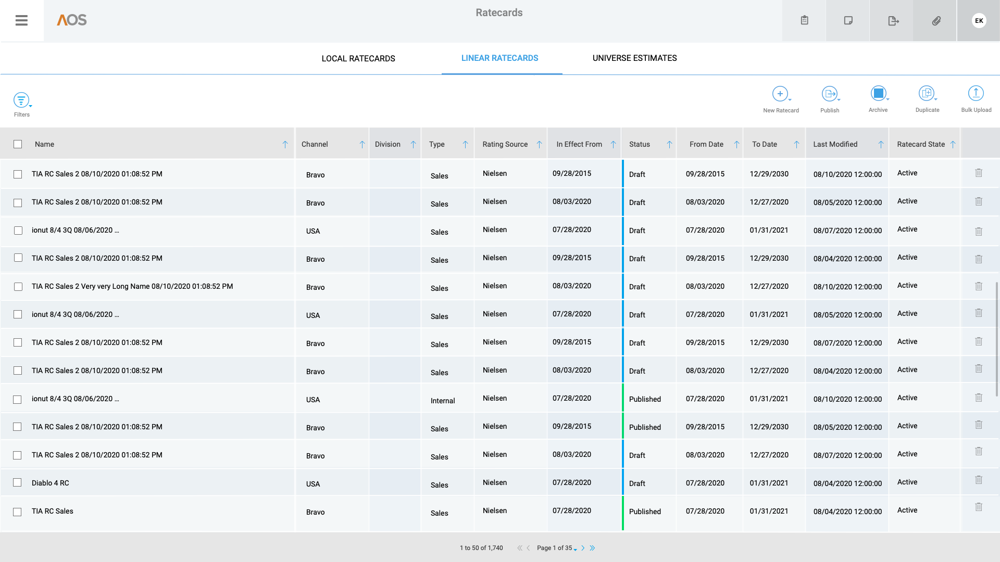 AOS
Ratecards
EK
LOCAL RATECARDS
LINEAR RATECARDS
UNIVERSE ESTIMATES
Filters
New Ratecard
Publish
Archive
Duplicate
Bulk Upload
Name Channel Division Type Rating Source In Effect From Status From Date To Date Last Modified Ratecard State
TIA RC Sales 2 08/10/2020 01:08:52 PM Bravo Sales Nielsen 09/28/2015 Draft 09/28/2015 12/29/2030 08/10/2020 12:00:00 Active
TIA RC Sales 2 08/10/2020 01:08:52 PM Bravo Sales Nielsen 08/03/2020 Draft 08/03/2020 12/27/2020 08/05/2020 12:00:00 Active
ionut 8/4 3Q 08/06/2020 ... USA Sales Nielsen 07/28/2020 Draft 07/28/2020 01/31/2021 08/07/2020 12:00:00 Active
TIA RC Sales 2 08/10/2020 01:08:52 PM Bravo Sales Nielsen 09/28/2015 Draft 09/28/2015 12/29/2030 08/04/2020 12:00:00 Active
TIA RC Sales 2 Very very Long Name 08/10/2020 01:08:52 PM Bravo Sales Nielsen 08/03/2020 Draft 08/03/2020 12/27/2020 08/10/2020 12:00:00 Active
ionut 8/4 3Q 08/06/2020 ... USA Sales Nielsen 07/28/2020 Draft 07/28/2020 01/31/2021 08/05/2020 12:00:00 Active
TIA RC Sales 2 08/10/2020 01:08:52 PM Bravo Sales Nielsen 09/28/2015 Draft 09/28/2015 12/29/2030 08/07/2020 12:00:00 Active
TIA RC Sales 2 08/10/2020 01:08:52 PM Bravo Sales Nielsen 08/03/2020 Draft 08/03/2020 12/27/2020 08/04/2020 12:00:00 Active
ionut 8/4 3Q 08/06/2020 ... USA Internal Nielsen 07/28/2020 Published 07/28/2020 01/31/2021 08/10/2020 12:00:00 Active
TIA RC Sales 2 08/10/2020 01:08:52 PM Bravo Sales Nielsen 09/28/2015 Published 09/28/2015 12/29/2030 08/05/2020 12:00:00 Active
TIA RC Sales 2 08/10/2020 01:08:52 PM Bravo Sales Nielsen 08/03/2020 Draft 08/03/2020 12/27/2020 08/07/2020 12:00:00 Active
Diablo 4 RC USA Sales Nielsen 07/28/2020 Draft 07/28/2020 01/31/2021 08/04/2020 12:00:00 Active
TIA RC Sales Bravo Sales Nielsen 07/28/2020 Published 07/28/2020 01/31/2021 08/04/2020 12:00:00 Active
1 to 50 of 1,740 Page 1 of 35